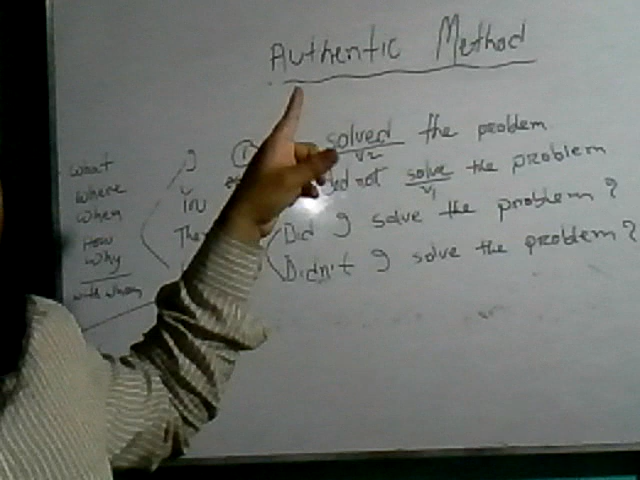 Authentic Method
solved the problem
V2
did not solve the problem
V1
Did I solve the problem?
Didn't I solve the problem?
what
where
when
How
Why
with whom
I